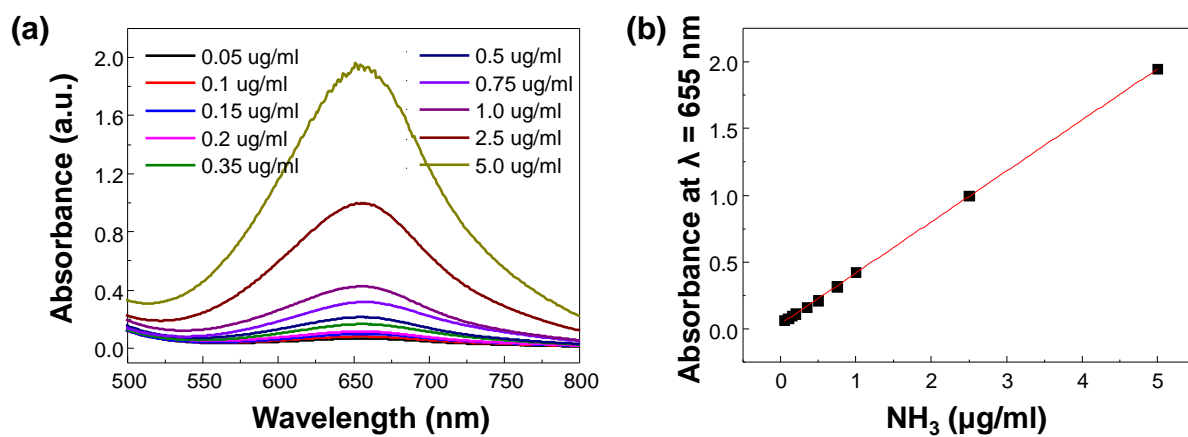 (a)
Absorbance (a.u.)
2.0
1.6
1.2
0.8
0.4
0.0
0.05 ug/ml
0.1 ug/ml
0.15 ug/ml
0.2 ug/ml
0.35 ug/ml
0.5 ug/ml
0.75 ug/ml
1.0 ug/ml
2.5 ug/ml
5.0 ug/ml
500 550 600 650 700 750 800
Wavelength (nm)
(b)
Absorbance at λ = 655 nm
2.0
1.5
1.0
0.5
0.0
0 1 2 3 4 5
NH₃ (µg/ml)